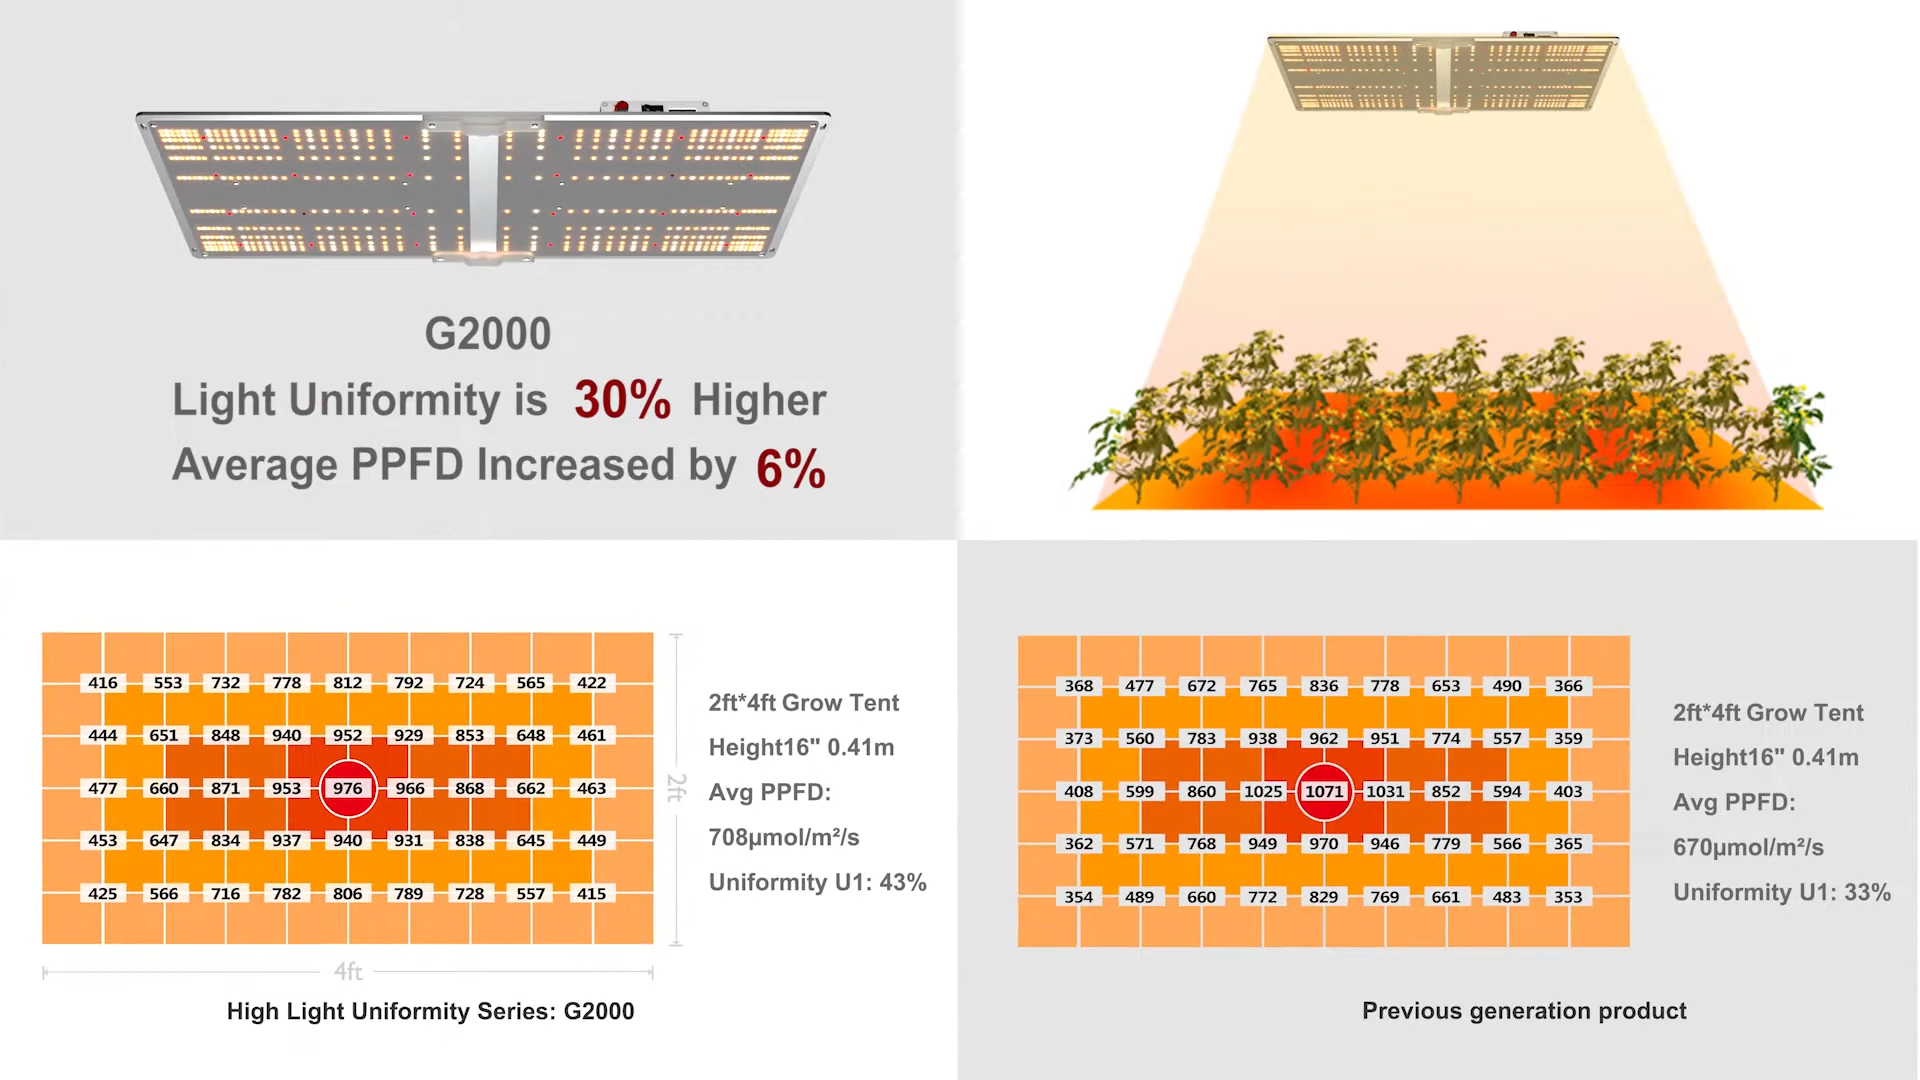 G2000
Light Uniformity is 30% Higher
Average PPFD Increased by 6%
416 553 732 778 812 792 724 565 422
444 651 848 940 952 929 853 648 461
477 660 871 953 976 966 868 662 463
453 647 834 937 940 931 838 645 449
425 566 716 782 806 789 728 557 415
2ft
4ft
2ft*4ft Grow Tent
Height16" 0.41m
Avg PPFD:
708μmol/m²/s
Uniformity U1: 43%
High Light Uniformity Series: G2000
368 477 672 765 836 778 653 490 366
373 560 783 938 962 951 774 557 359
408 599 860 1025 1071 1031 852 594 403
362 571 768 949 970 946 779 566 365
354 489 660 772 829 769 661 483 353
2ft*4ft Grow Tent
Height16" 0.41m
Avg PPFD:
670μmol/m²/s
Uniformity U1: 33%
Previous generation product